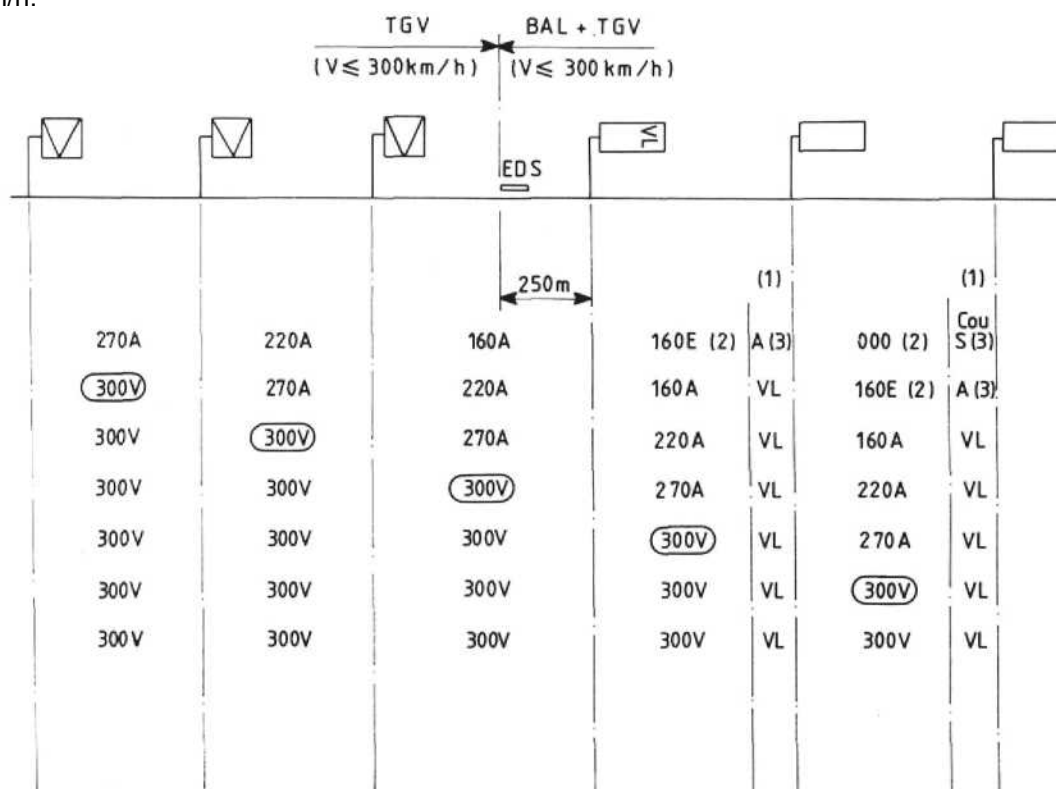 TGV BAL + TGV
(V ≤ 300km/h) (V ≤ 300 km/h)
VL
EDS
250m
(1) (1)
270A 220A 160A 160E (2) A (3) 000 (2) C ou S (3)
300V 270A 220A 160A VL 160E (2) A (3)
300V 300V 270A 220A VL 160A VL
300V 300V 300V 270A VL 220A VL
300V 300V 300V 300V VL 270A VL
300V 300V 300V 300V VL 300V VL
300V 300V 300V 300V VL 300V VL